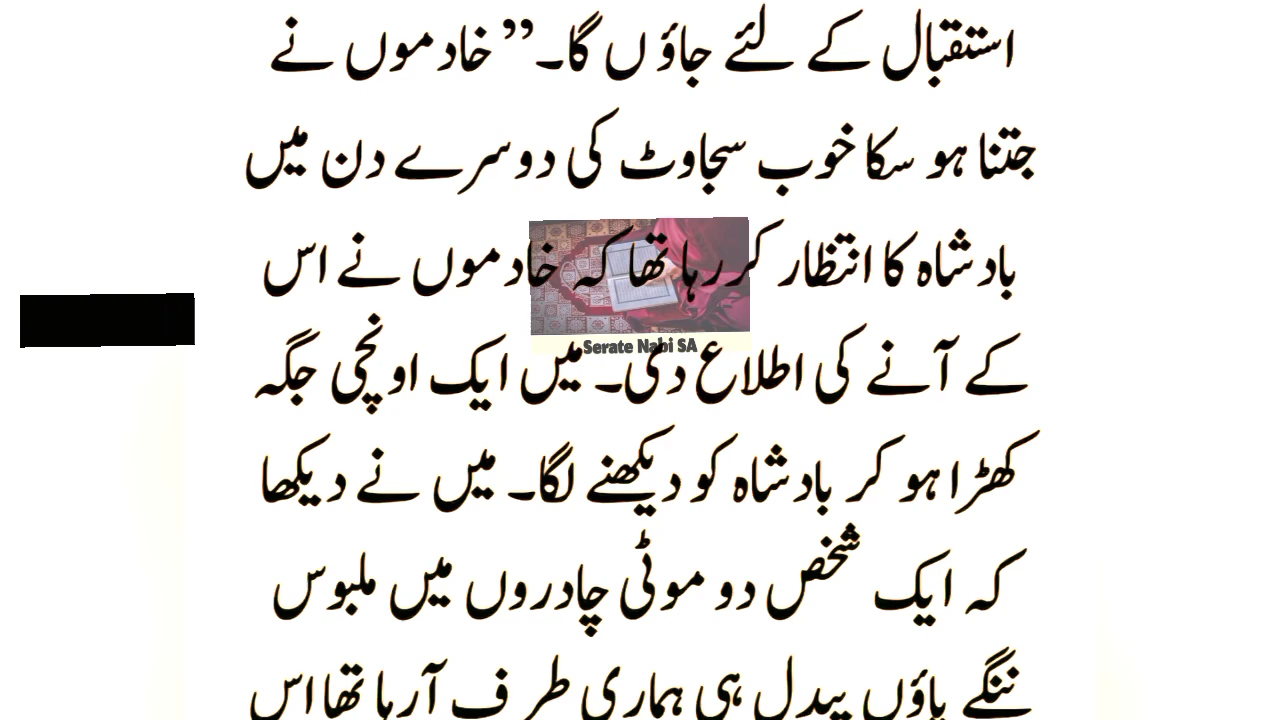 استقبال کے لئے جاؤں گا۔” خادموں نے
جتنا ہو سکا خوب سجاوٹ کی دوسرے دن میں
بادشاہ کا انتظار کر رہا تھا کہ خادموں نے اس
Serate Nabi SA
کے آنے کی اطلاع دی۔ میں ایک اونچی جگہ
کھڑا ہو کر بادشاہ کو دیکھنے لگا۔ میں نے دیکھا
کہ ایک شخص دو موٹی چادروں میں ملبوس
ننگے پاؤں پیدل ہی ہماری طرف آرہا تھا اس